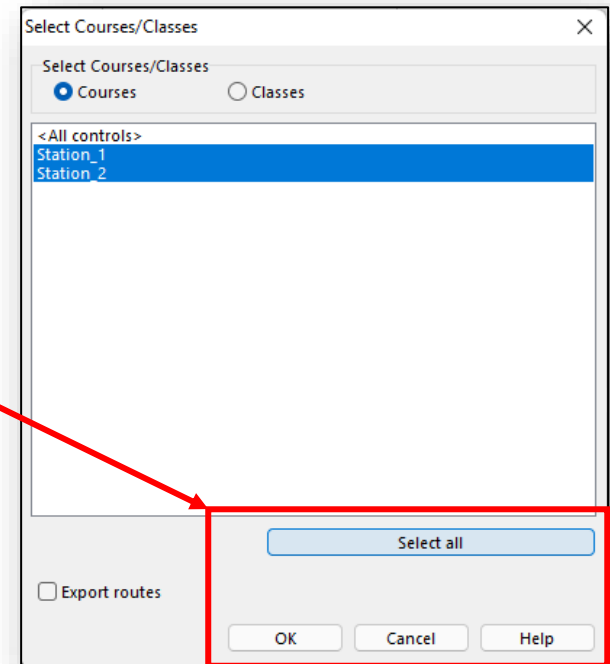 Select Courses/Classes
Select Courses/Classes
Courses
Classes
<All controls>
Station_1
Station_2
Select all
Export routes
OK
Cancel
Help